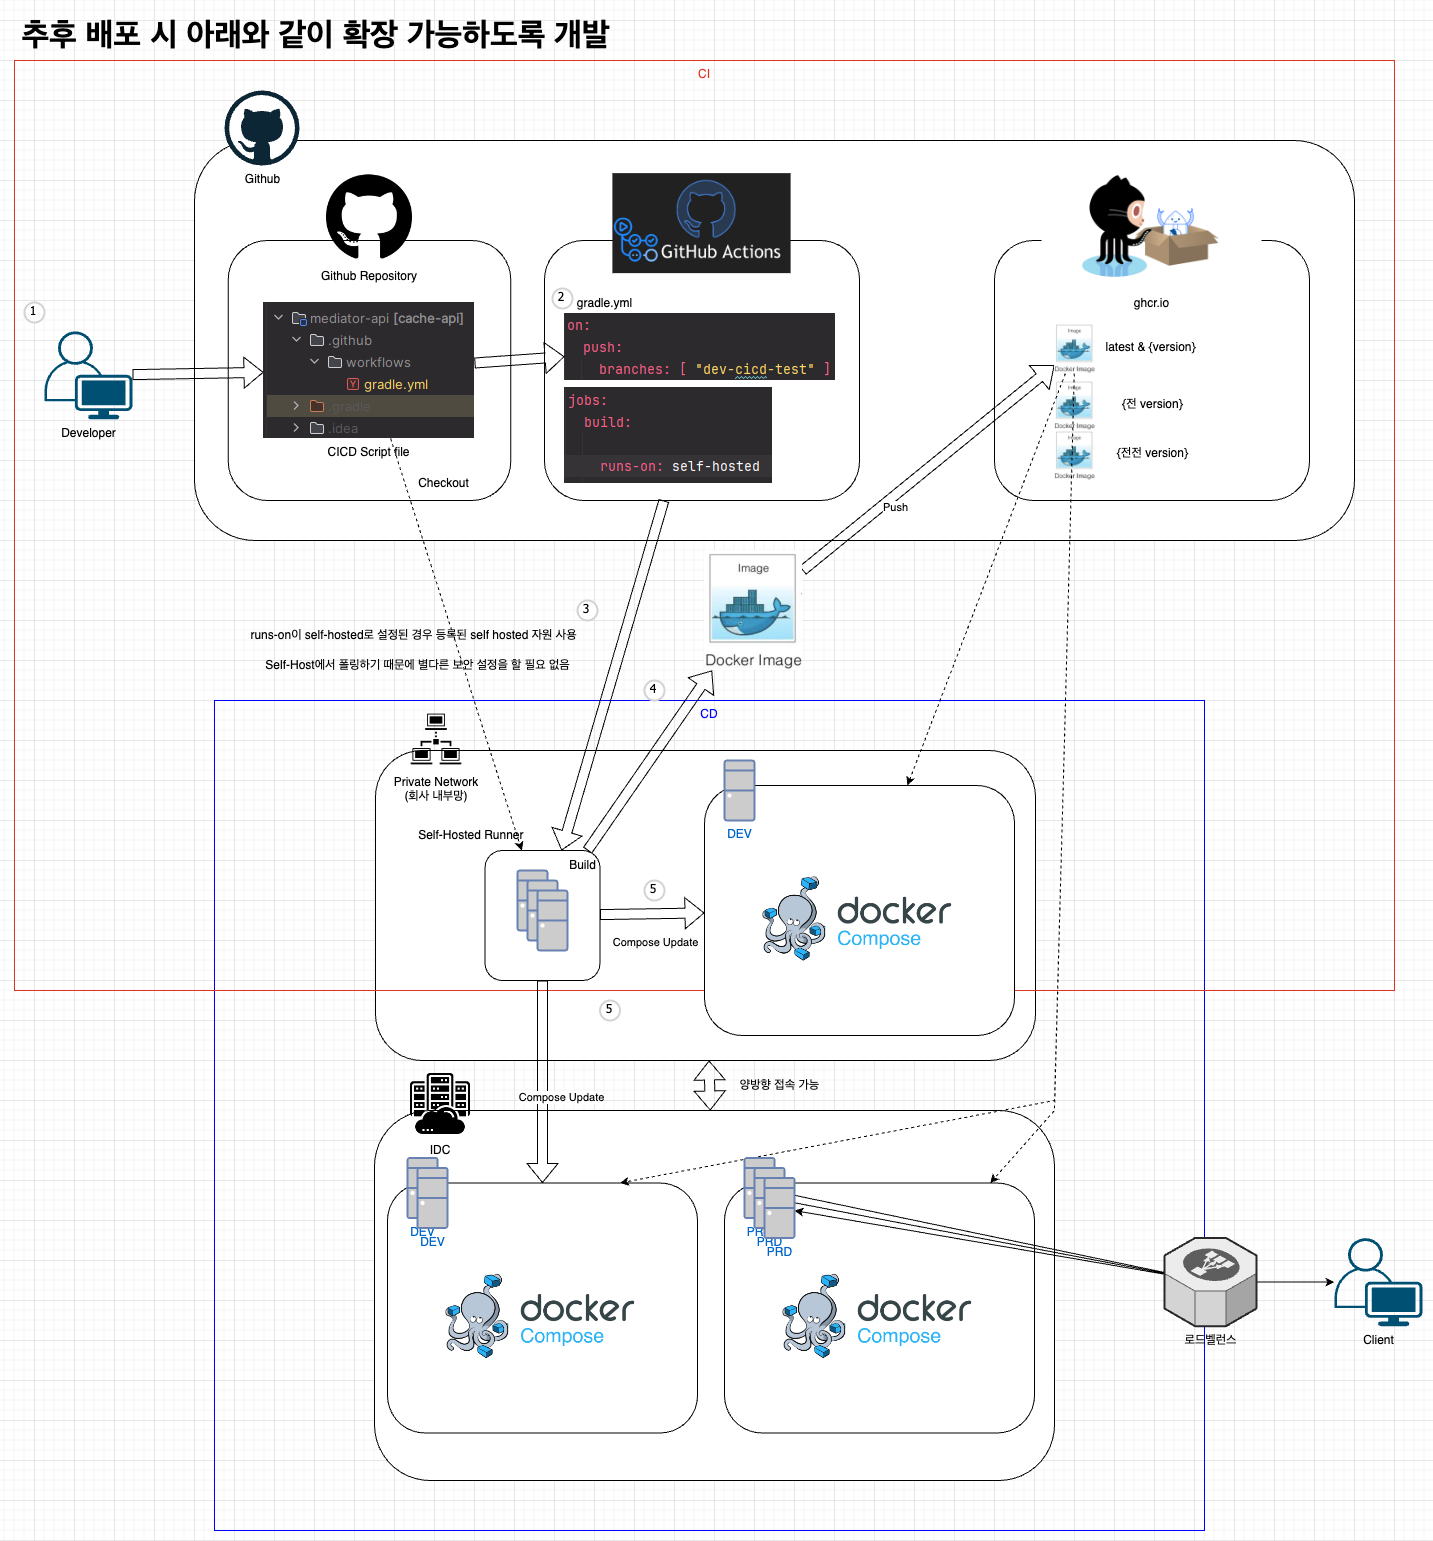 추후 배포 시 아래와 같이 확장 가능하도록 개발
CI
Github
Github Repository
GitHub Actions
ghcr.io
1
Developer
mediator-api [cache-api]
.github
workflows
gradle.yml
.gradle
.idea
CICD Script file
Checkout
2
gradle.yml
on:
push:
branches: [ "dev-cicd-test" ]
jobs:
build:
runs-on: self-hosted
Image
Docker Image
latest & {version}
Docker Image
{전 version}
Docker Image
{전전 version}
Docker Image
Push
3
runs-on이 self-hosted로 설정된 경우 등록된 self hosted 자원 사용
Self-Host에서 폴링하기 때문에 별다른 보안 설정을 할 필요 없음
Image
Docker Image
4
CD
Private Network
(회사 내부망)
Self-Hosted Runner
Build
DEV
5
Compose Update
docker
Compose
5
Compose Update
양방향 접속 가능
IDC
DEV
DEV
docker
Compose
PRD
PRD
PRD
docker
Compose
로드벨런스
Client